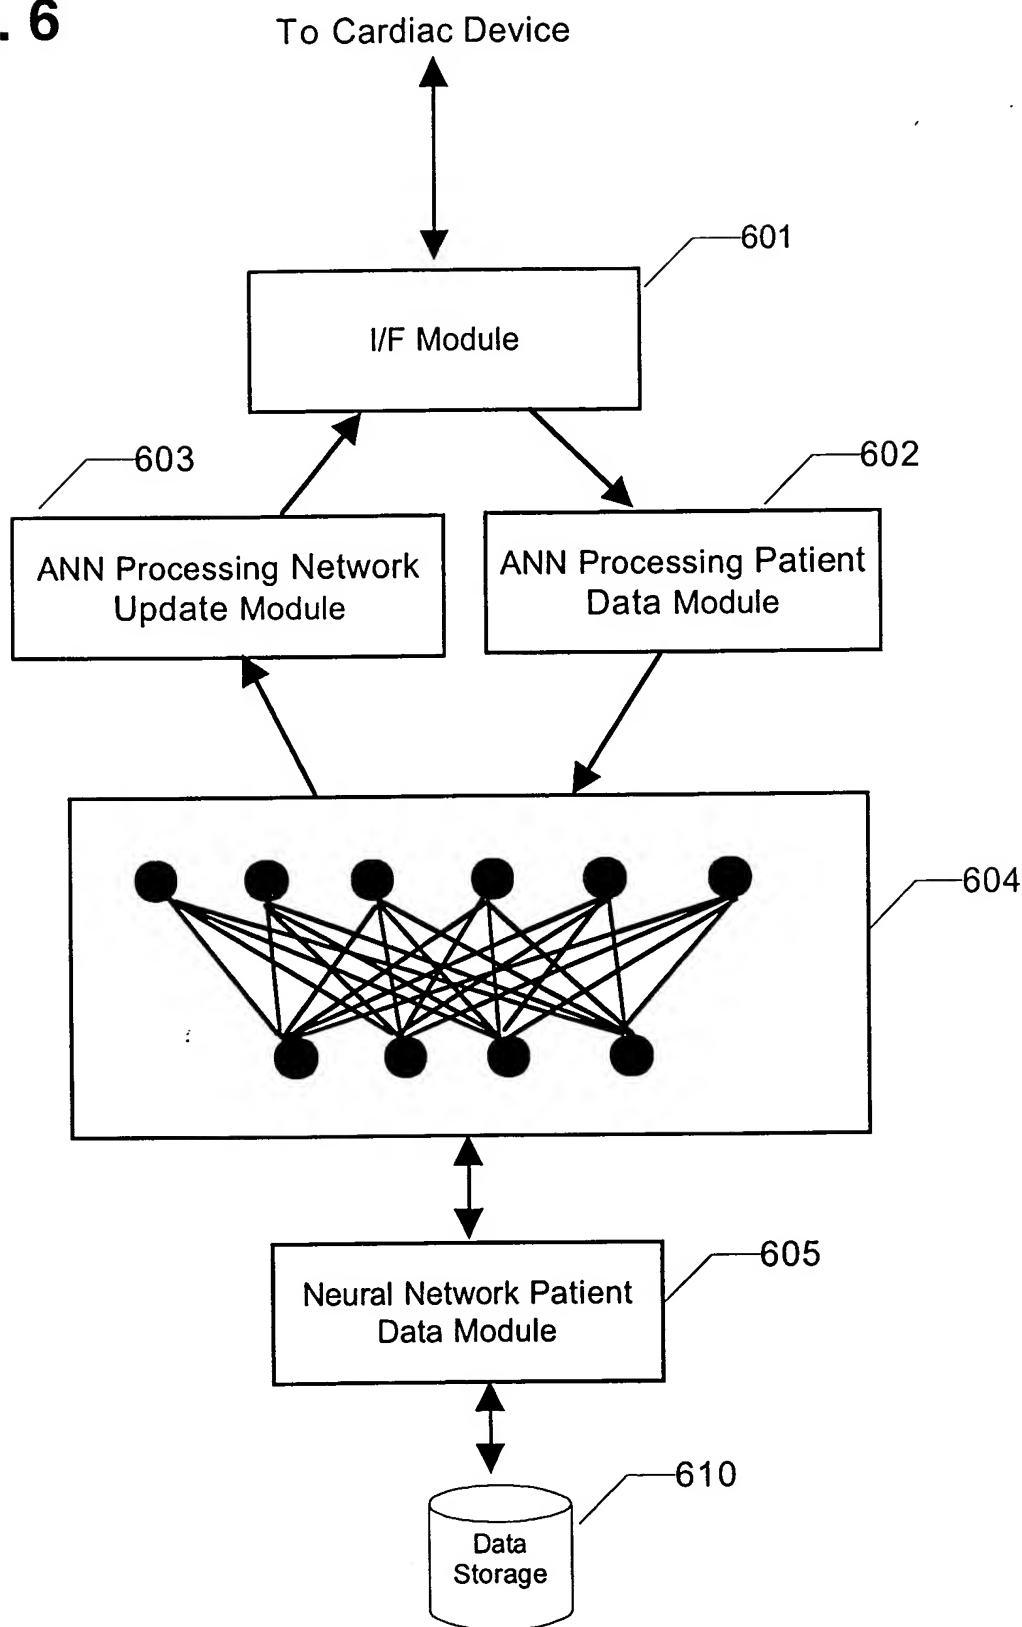 . 6
To Cardiac Device
601
I/F Module
603
602
ANN Processing Network
Update Module
ANN Processing Patient
Data Module
604
605
Neural Network Patient
Data Module
610
Data
Storage